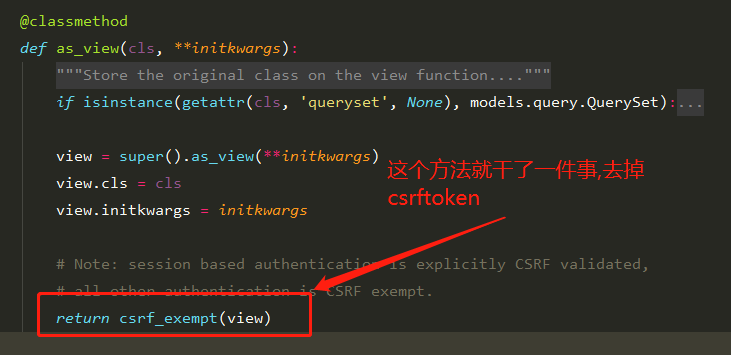 @classmethod
def as_view(cls, **initkwargs):
"""Store the original class on the view function...."""
if isinstance(getattr(cls, 'queryset', None), models.query.QuerySet):...
view = super().as_view(**initkwargs)
view.cls = cls
view.initkwargs = initkwargs
这个方法就干了一件事,去掉
csrftoken
# Note: session based authentication is explicitly CSRF validated,
# all other authentication is CSRF exempt.
return csrf_exempt(view)